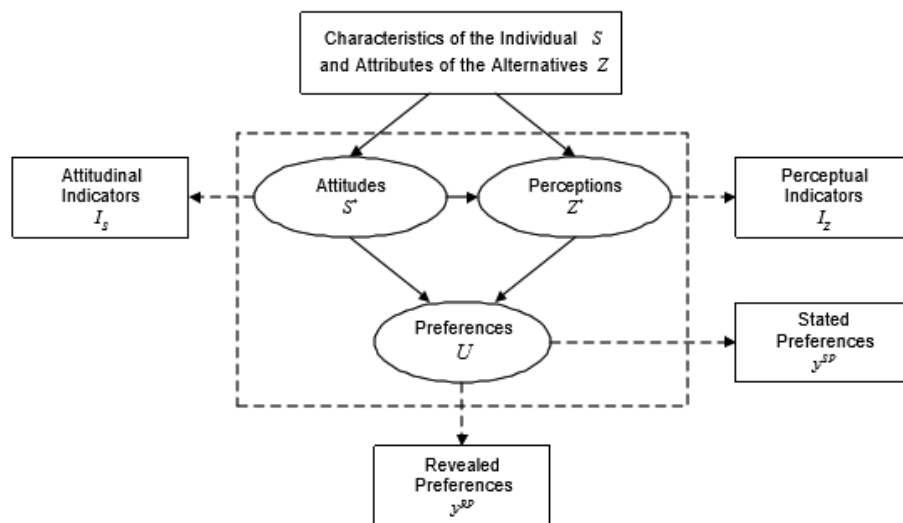 Characteristics of the Individual S
and Attributes of the Alternatives Z
Attitudinal
Indicators
I_s
Attitudes
S*
Perceptions
Z*
Perceptual
Indicators
I_z
Preferences
U
Stated
Preferences
y^SP
Revealed
Preferences
y^RP